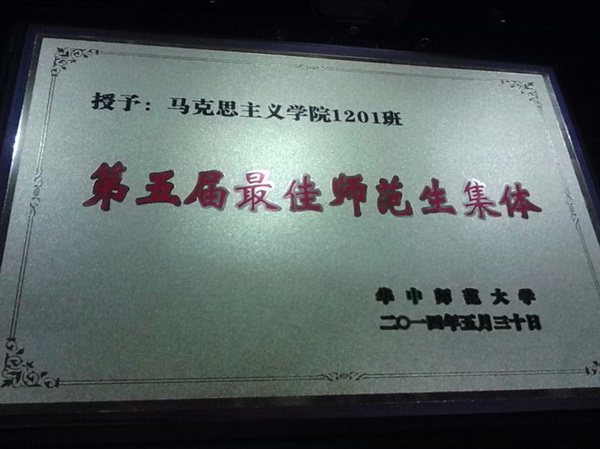 授予：马克思主义学院1201班
第五届最佳师范生集体
华中师范大学
二〇一四年五月三十日